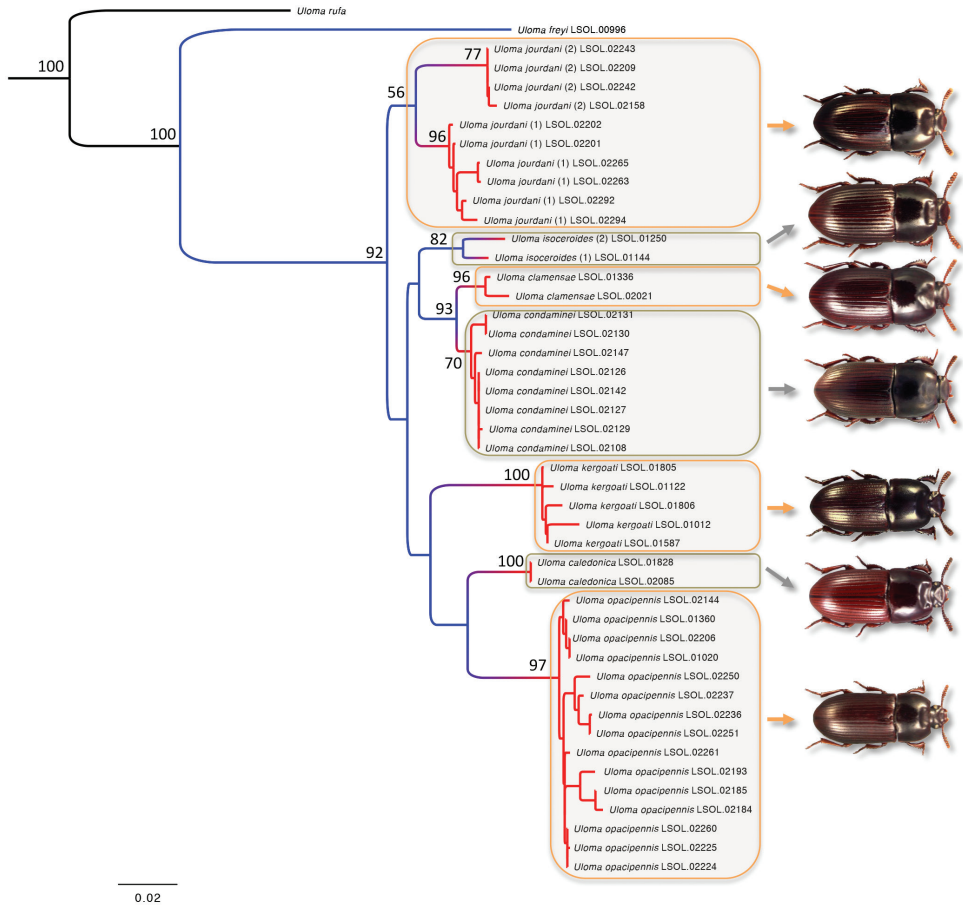 Uloma rufa
100
Uloma freyi LSOL.00996
Uloma jourdani (2) LSOL.02243
77
Uloma jourdani (2) LSOL.02209
Uloma jourdani (2) LSOL.02242
56
Uloma jourdani (2) LSOL.02158
Uloma jourdani (1) LSOL.02202
100
96
Uloma jourdani (1) LSOL.02201
Uloma jourdani (1) LSOL.02265
Uloma jourdani (1) LSOL.02263
Uloma jourdani (1) LSOL.02292
Uloma jourdani (1) LSOL.02294
82
Uloma isoceroides (2) LSOL.01250
92
Uloma isoceroides (1) LSOL.01144
96
Uloma clamensae LSOL.01336
Uloma clamensae LSOL.02021
93
Uloma condaminei LSOL.02131
Uloma condaminei LSOL.02130
70
Uloma condaminei LSOL.02147
Uloma condaminei LSOL.02126
Uloma condaminei LSOL.02142
Uloma condaminei LSOL.02127
Uloma condaminei LSOL.02129
Uloma condaminei LSOL.02108
Uloma kergoati LSOL.01805
100
Uloma kergoati LSOL.01122
Uloma kergoati LSOL.01806
Uloma kergoati LSOL.01012
Uloma kergoati LSOL.01587
100
Uloma caledonica LSOL.01828
Uloma caledonica LSOL.02085
Uloma opacipennis LSOL.02144
Uloma opacipennis LSOL.01360
Uloma opacipennis LSOL.02206
Uloma opacipennis LSOL.01020
97
Uloma opacipennis LSOL.02250
Uloma opacipennis LSOL.02237
Uloma opacipennis LSOL.02236
Uloma opacipennis LSOL.02251
Uloma opacipennis LSOL.02261
Uloma opacipennis LSOL.02193
Uloma opacipennis LSOL.02185
Uloma opacipennis LSOL.02184
Uloma opacipennis LSOL.02260
Uloma opacipennis LSOL.02225
Uloma opacipennis LSOL.02224
0.02